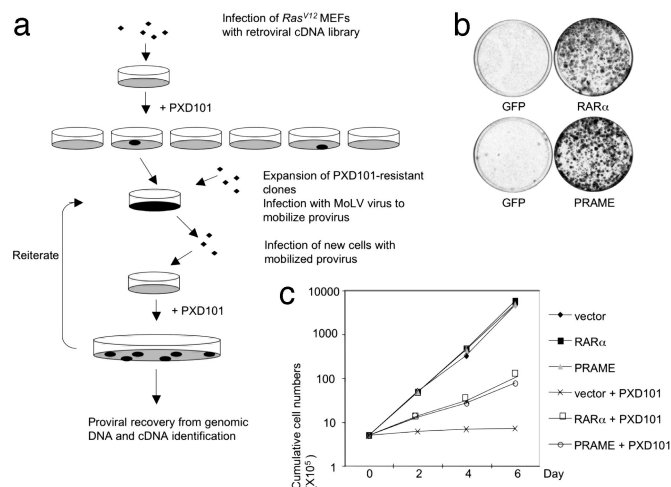 a
Infection of Ras^V12 MEFs
with retroviral cDNA library
+ PXD101
Expansion of PXD101-resistant
clones
Infection with MoLV virus to
mobilize provirus
Reiterate
Infection of new cells with
mobilized provirus
+ PXD101
Proviral recovery from genomic
DNA and cDNA identification
b
GFP
RARα
GFP
PRAME
c
Cumulative cell numbers
(X10⁵)
10000
1000
100
10
1
0
2
4
6
Day
vector
RARα
PRAME
vector + PXD101
RARα + PXD101
PRAME + PXD101